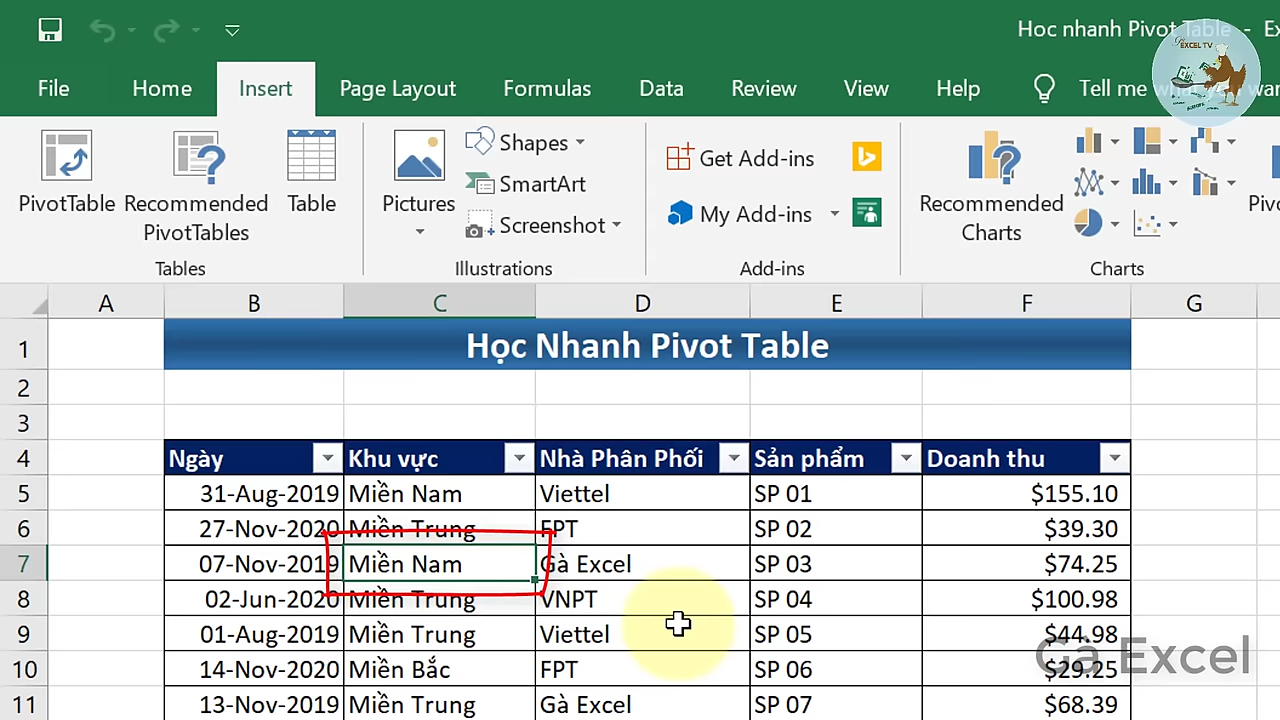 Hoc nhanh Pivot Table - Ex
EXCEL TV
File Home Insert Page Layout Formulas Data Review View Help Tell me what you want
PivotTable Recommended PivotTables Table Pictures Shapes SmartArt Screenshot Get Add-ins My Add-ins Recommended Charts Pivo
Tables Illustrations Add-ins Charts
A B C D E F G
1 Học Nhanh Pivot Table
2
3
4 Ngày Khu vực Nhà Phân Phối Sản phẩm Doanh thu
5 31-Aug-2019 Miền Nam Viettel SP 01 $155.10
6 27-Nov-2020 Miền Trung FPT SP 02 $39.30
7 07-Nov-2019 Miền Nam Gà Excel SP 03 $74.25
8 02-Jun-2020 Miền Trung VNPT SP 04 $100.98
9 01-Aug-2019 Miền Trung Viettel SP 05 $44.98
10 14-Nov-2020 Miền Bắc FPT SP 06 $29.25
11 13-Nov-2019 Miền Trung Gà Excel SP 07 $68.39
Gà Excel